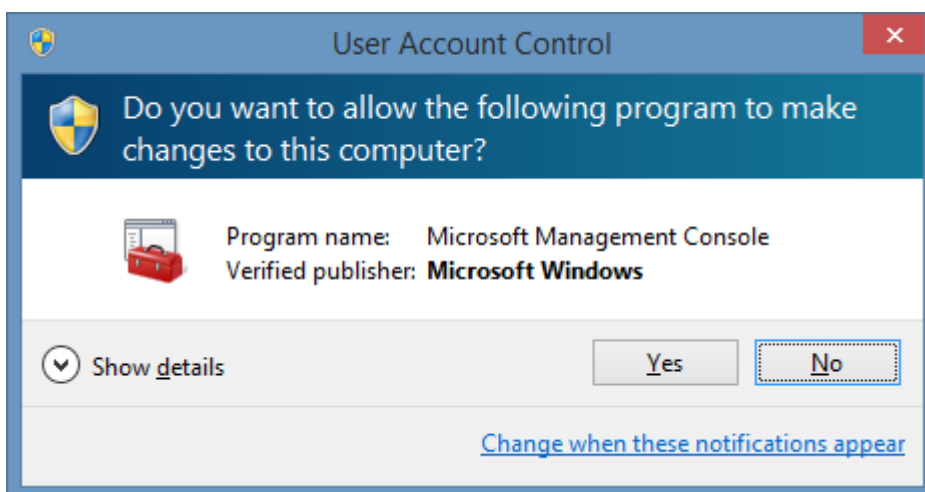 User Account Control
Do you want to allow the following program to make
changes to this computer?
Program name: Microsoft Management Console
Verified publisher: Microsoft Windows
Show details
Yes
No
Change when these notifications appear